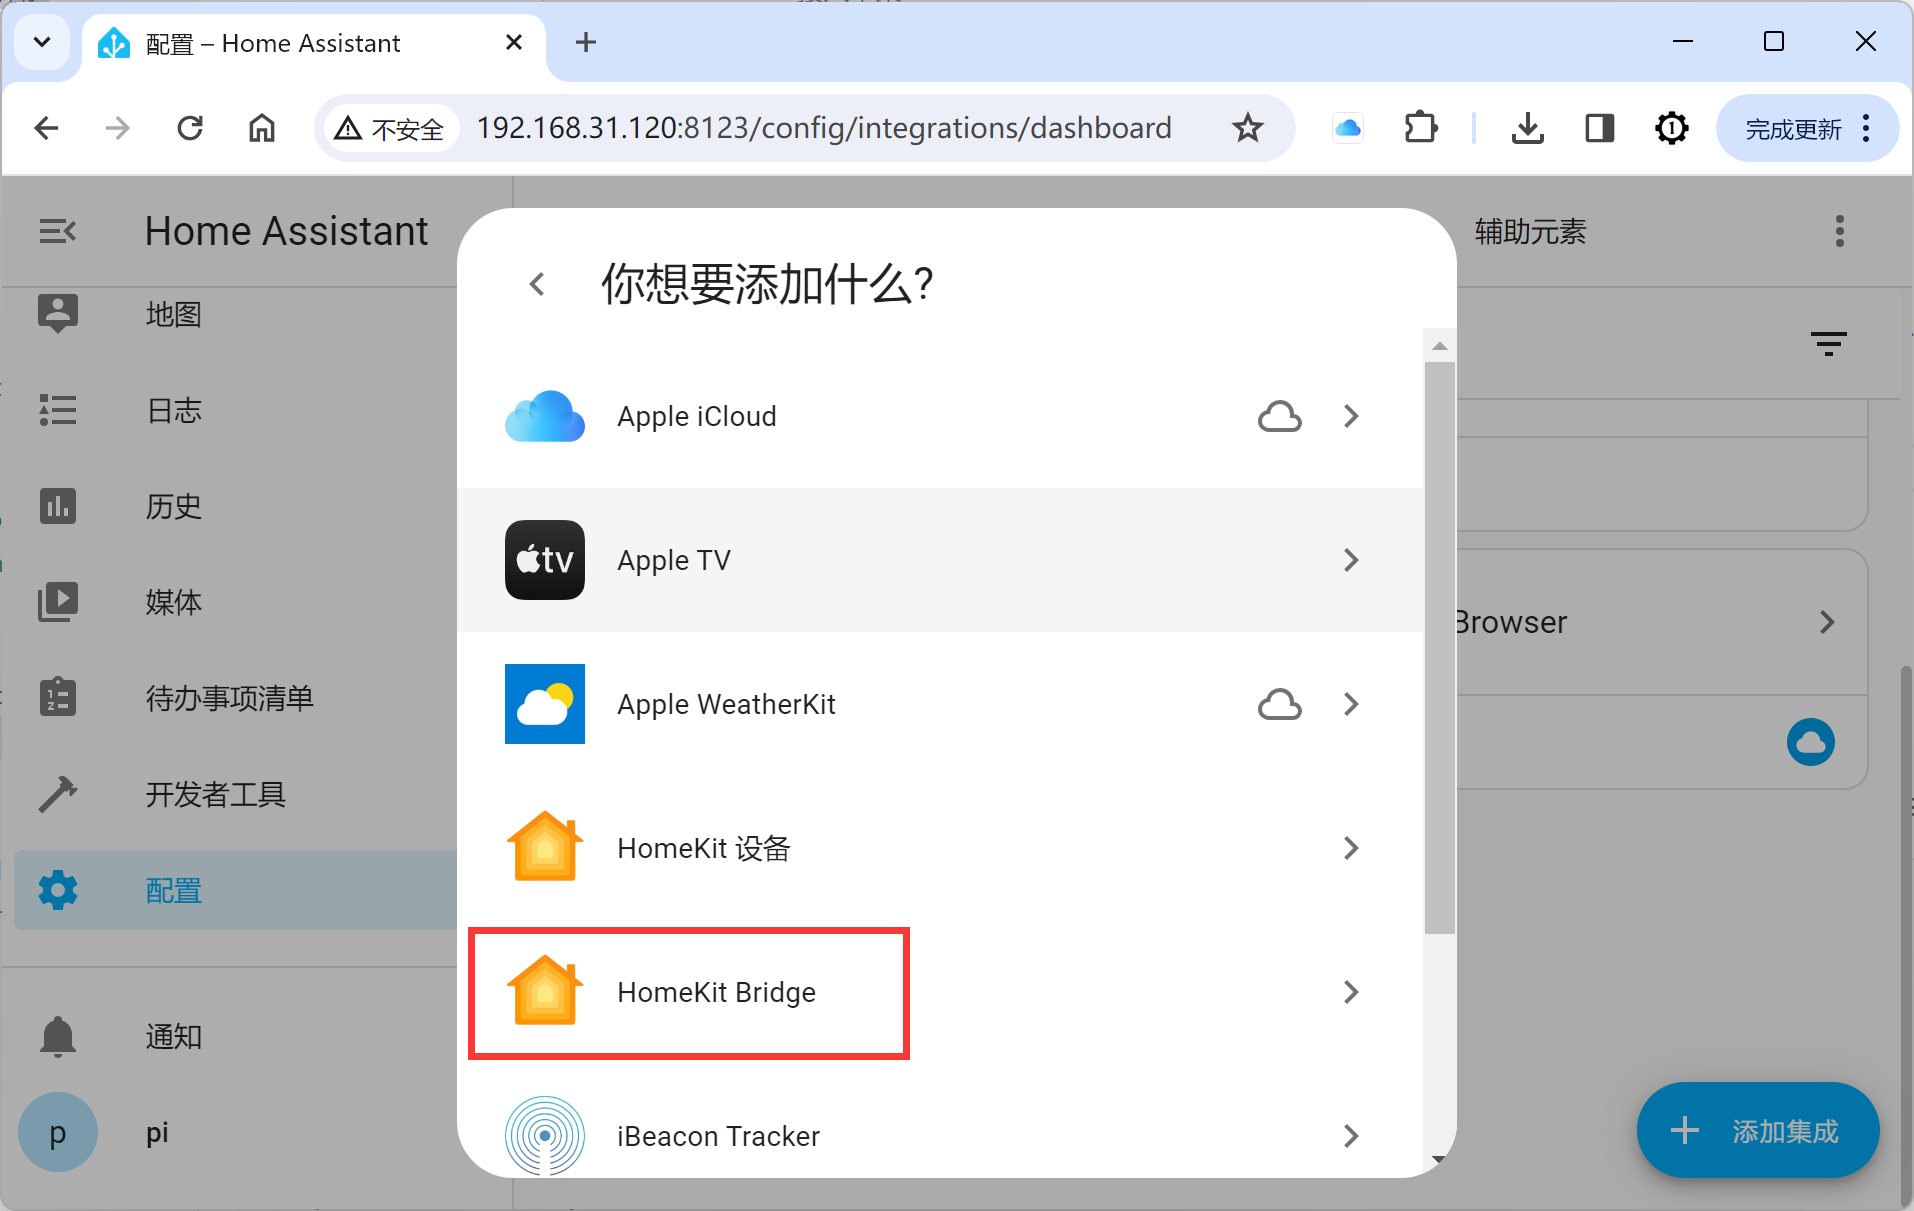 配置 – Home Assistant
不安全
192.168.31.120:8123/config/integrations/dashboard
完成更新
Home Assistant
辅助元素
地图
日志
历史
媒体
待办事项清单
开发者工具
配置
通知
p
pi
你想要添加什么?
Apple iCloud
tv
Apple TV
Apple WeatherKit
HomeKit 设备
HomeKit Bridge
iBeacon Tracker
Browser
添加集成